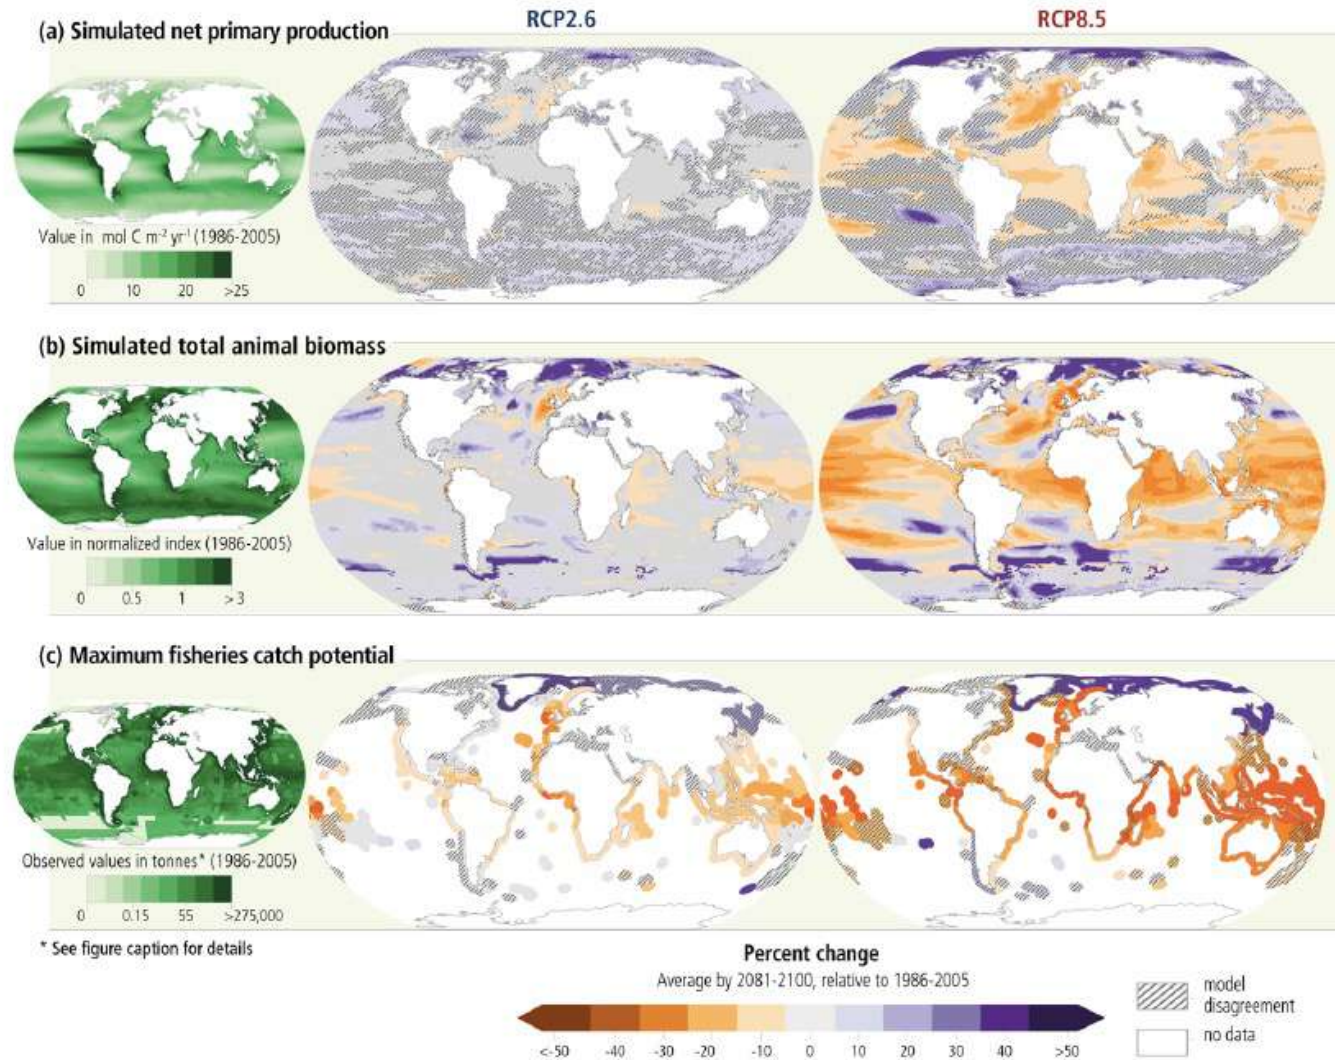 RCP2.6 RCP8.5
(a) Simulated net primary production
Value in mol C m⁻² yr⁻¹ (1986-2005)
0 10 20 >25
(b) Simulated total animal biomass
Value in normalized index (1986-2005)
0 0.5 1 > 3
(c) Maximum fisheries catch potential
Observed values in tonnes* (1986-2005)
0 0.15 55 >275,000
* See figure caption for details
Percent change
Average by 2081-2100, relative to 1986-2005
<-50 -40 -30 -20 -10 0 10 20 30 40 >50
model
disagreement
no data